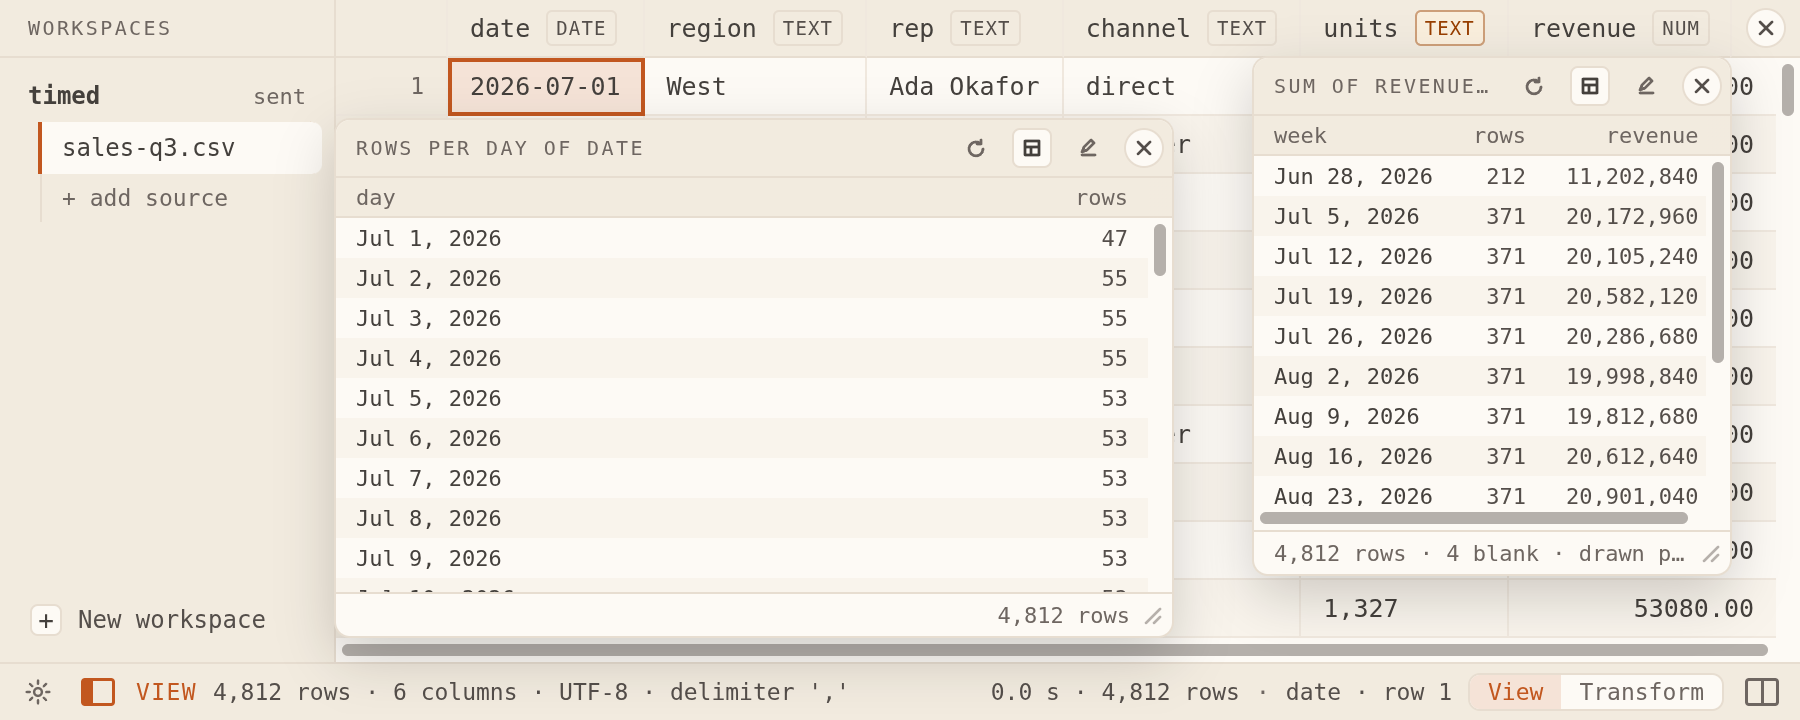 WORKSPACES
date DATE region TEXT rep TEXT channel TEXT units TEXT revenue NUM
timed sent
sales-q3.csv
+ add source
+ New workspace
1 2026-07-01 West Ada Okafor direct 00
ROWS PER DAY OF DATE
day rows
Jul 1, 2026 47
Jul 2, 2026 55
Jul 3, 2026 55
Jul 4, 2026 55
Jul 5, 2026 53
Jul 6, 2026 53
Jul 7, 2026 53
Jul 8, 2026 53
Jul 9, 2026 53
4,812 rows
SUM OF REVENUE…
week rows revenue
Jun 28, 2026 212 11,202,840
Jul 5, 2026 371 20,172,960
Jul 12, 2026 371 20,105,240
Jul 19, 2026 371 20,582,120
Jul 26, 2026 371 20,286,680
Aug 2, 2026 371 19,998,840
Aug 9, 2026 371 19,812,680
Aug 16, 2026 371 20,612,640
Aug 23, 2026 371 20,901,040
4,812 rows · 4 blank · drawn p…
1,327 53080.00
VIEW 4,812 rows · 6 columns · UTF-8 · delimiter ','
0.0 s · 4,812 rows · date · row 1 View Transform